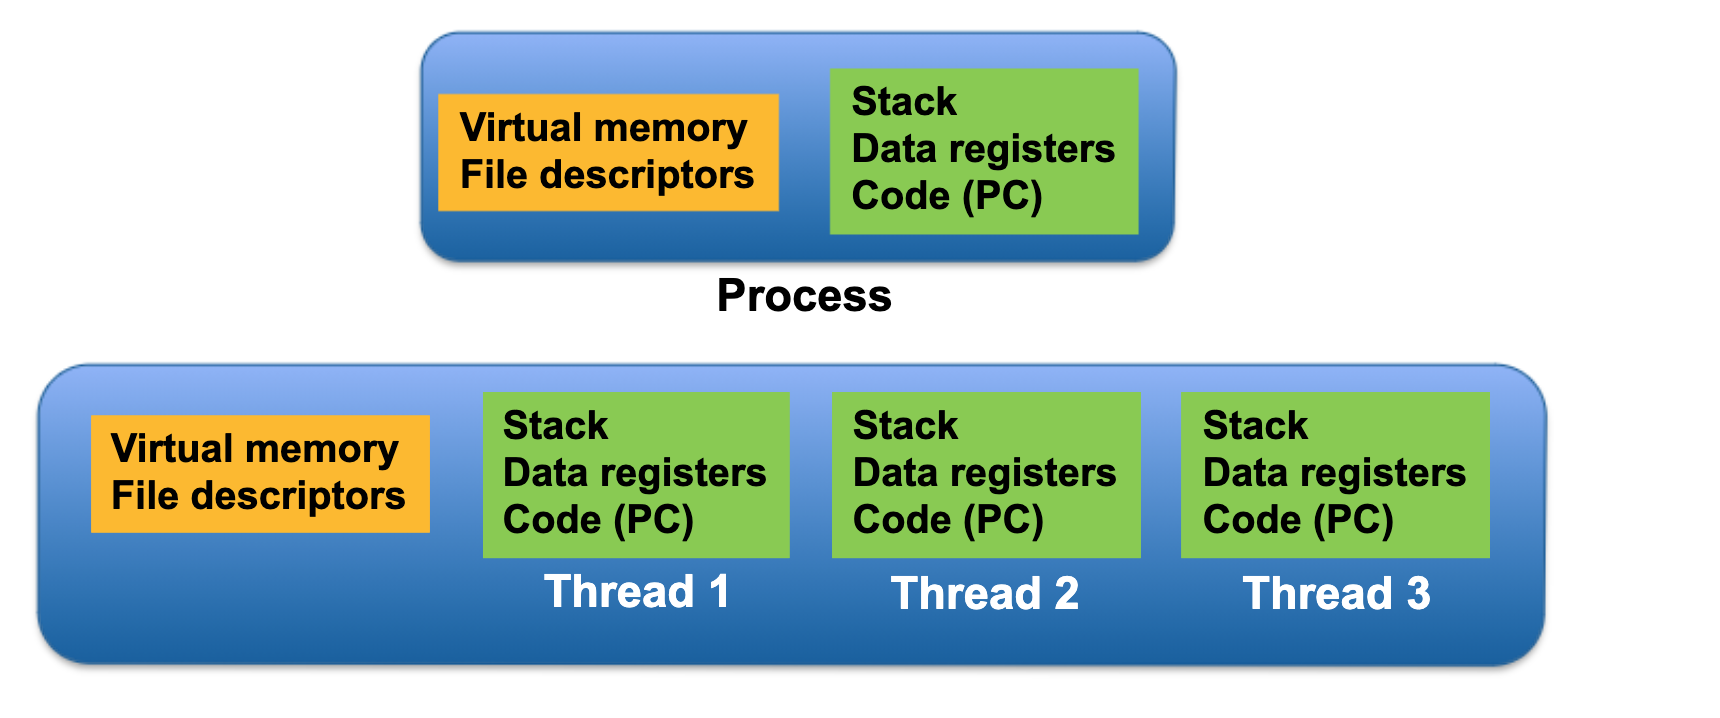 Virtual memory
File descriptors
Stack
Data registers
Code (PC)
Process
Virtual memory
File descriptors
Stack
Data registers
Code (PC)
Thread 1
Stack
Data registers
Code (PC)
Thread 2
Stack
Data registers
Code (PC)
Thread 3